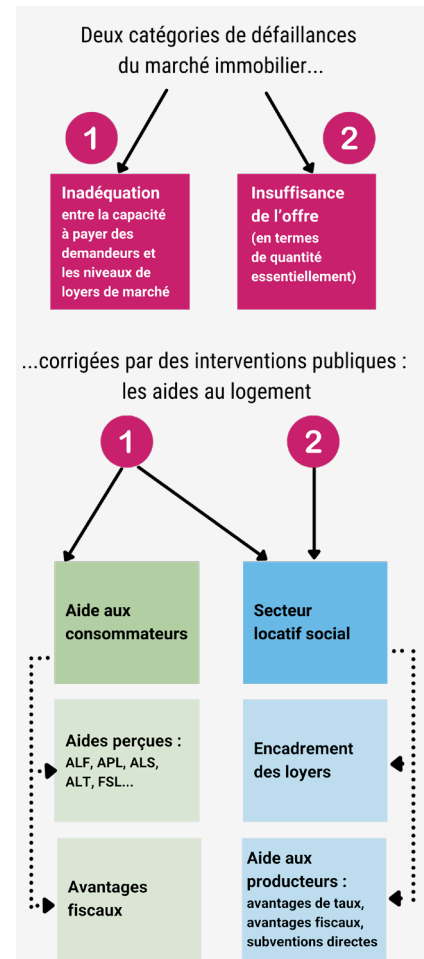 Deux catégories de défaillances
du marché immobilier...
1
2
Inadéquation
entre la capacité
à payer des
demandeurs et
les niveaux de
loyers de marché
Insuffisance
de l'offre
(en termes
de quantité
essentiellement)
...corrigées par des interventions publiques :
les aides au logement
1
2
Aide aux
consommateurs
Secteur
locatif social
Aides perçues :
ALF, APL, ALS,
ALT, FSL...
Encadrement
des loyers
Avantages
fiscaux
Aide aux
producteurs :
avantages de taux,
avantages fiscaux,
subventions directes